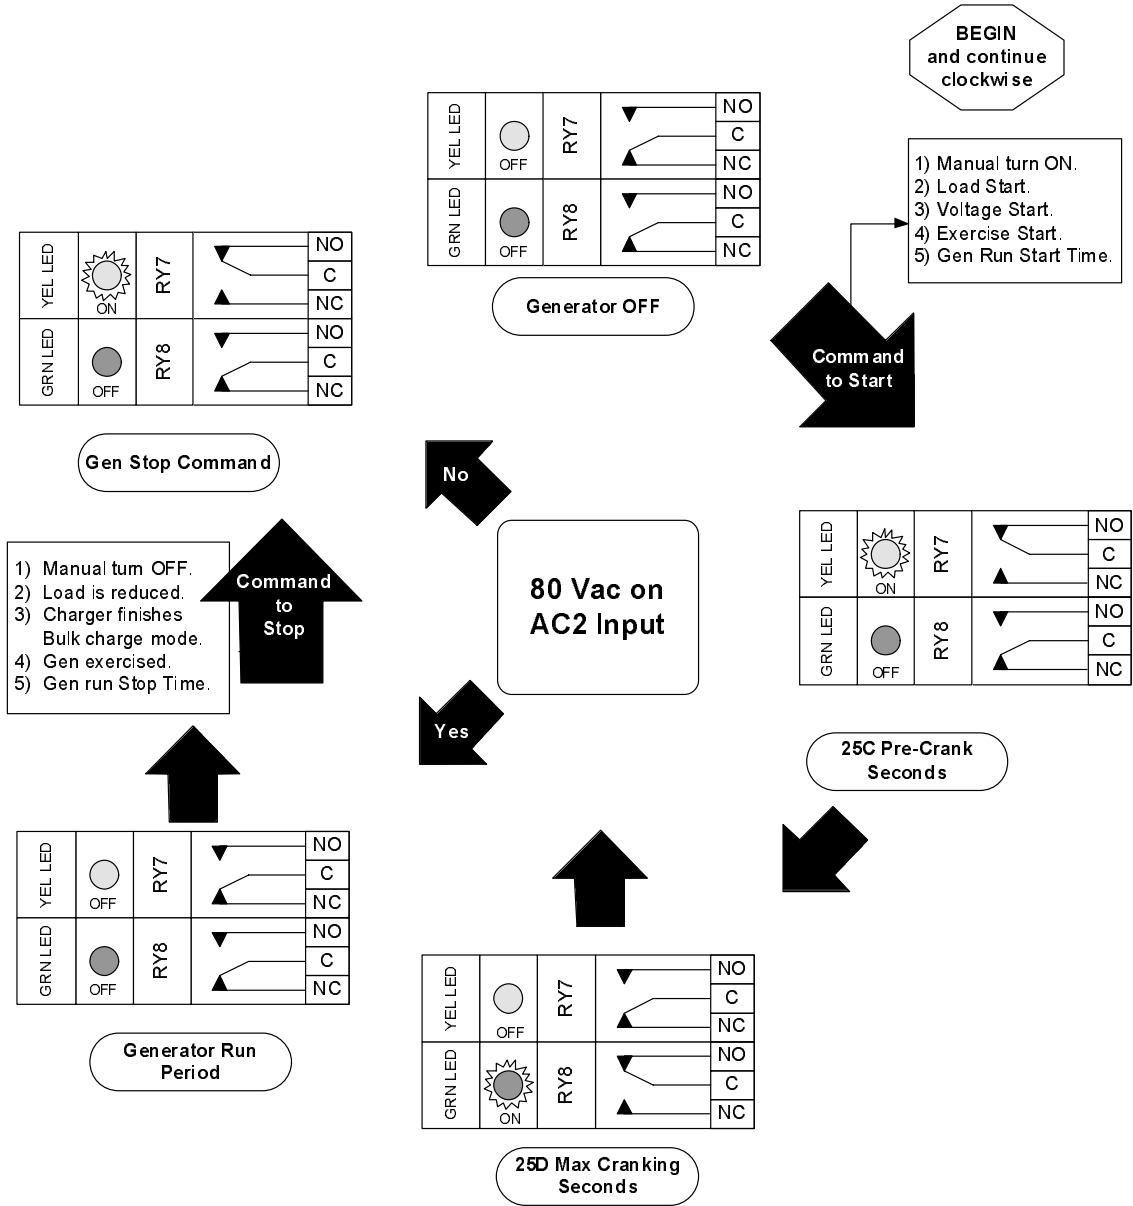 BEGIN
and continue
clockwise
1) Manual turn ON.
2) Load Start.
3) Voltage Start.
4) Exercise Start.
5) Gen Run Start Time.
YEL LED
OFF
RY7
NO
C
NC
GRN LED
OFF
RY8
NO
C
NC
Generator OFF
Command
to Start
YEL LED
ON
RY7
NO
C
NC
GRN LED
OFF
RY8
NO
C
NC
25C Pre-Crank
Seconds
YEL LED
OFF
RY7
NO
C
NC
GRN LED
ON
RY8
NO
C
NC
25D Max Cranking
Seconds
80 Vac on
AC2 Input
No
Yes
YEL LED
OFF
RY7
NO
C
NC
GRN LED
OFF
RY8
NO
C
NC
Generator Run
Period
1) Manual turn OFF.
2) Load is reduced.
3) Charger finishes
Bulk charge mode.
4) Gen exercised.
5) Gen run Stop Time.
Command
to
Stop
YEL LED
ON
RY7
NO
C
NC
GRN LED
OFF
RY8
NO
C
NC
Gen Stop Command